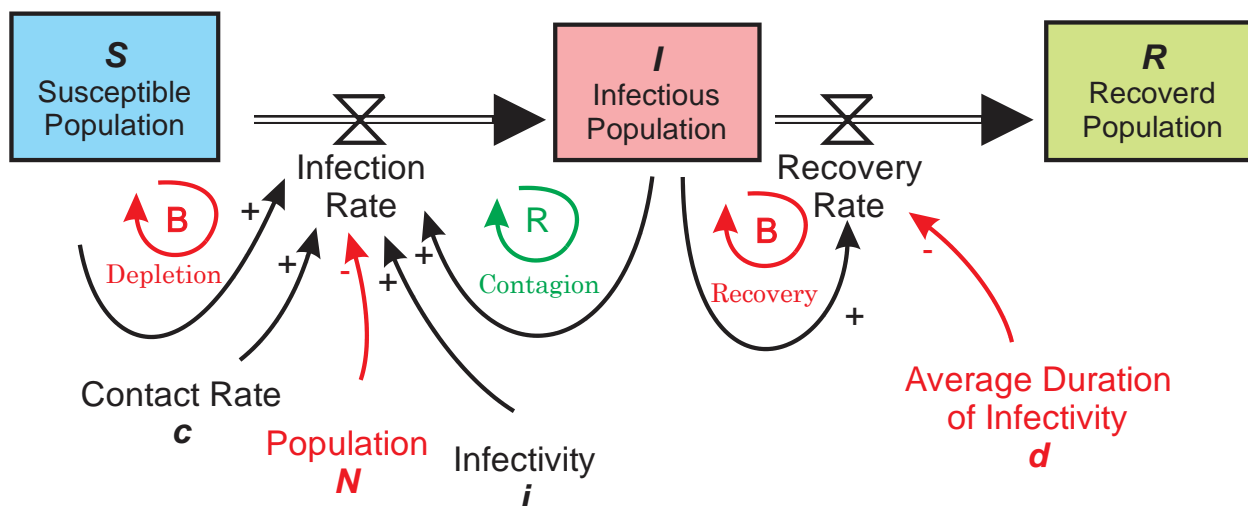 S
Susceptible
Population
I
Infectious
Population
R
Recoverd
Population
Infection
Rate
Recovery
Rate
B
Depletion
+
+
-
+
+
R
Contagion
B
Recovery
+
-
Contact Rate
c
Population
N
Infectivity
i
Average Duration
of Infectivity
d